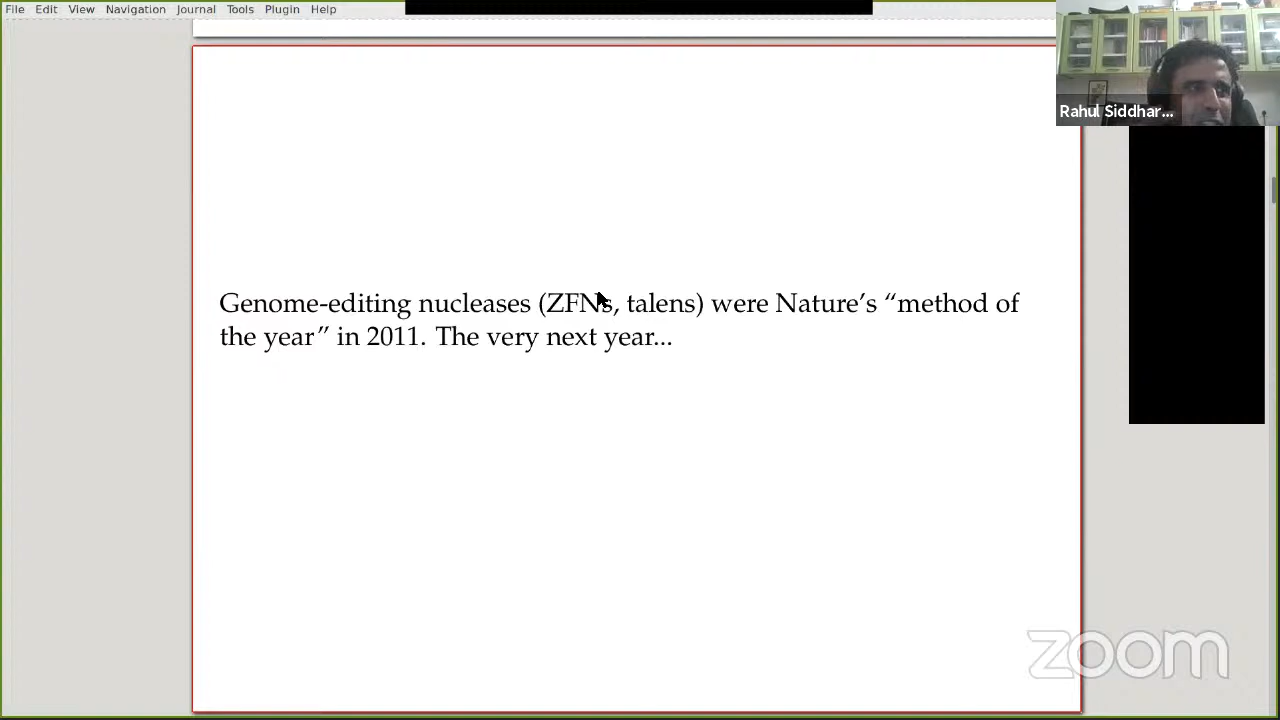 File Edit View Navigation Journal Tools Plugin Help
Rahul Siddhar...
Genome-editing nucleases (ZFNs, talens) were Nature’s “method of
the year” in 2011. The very next year...
zoom